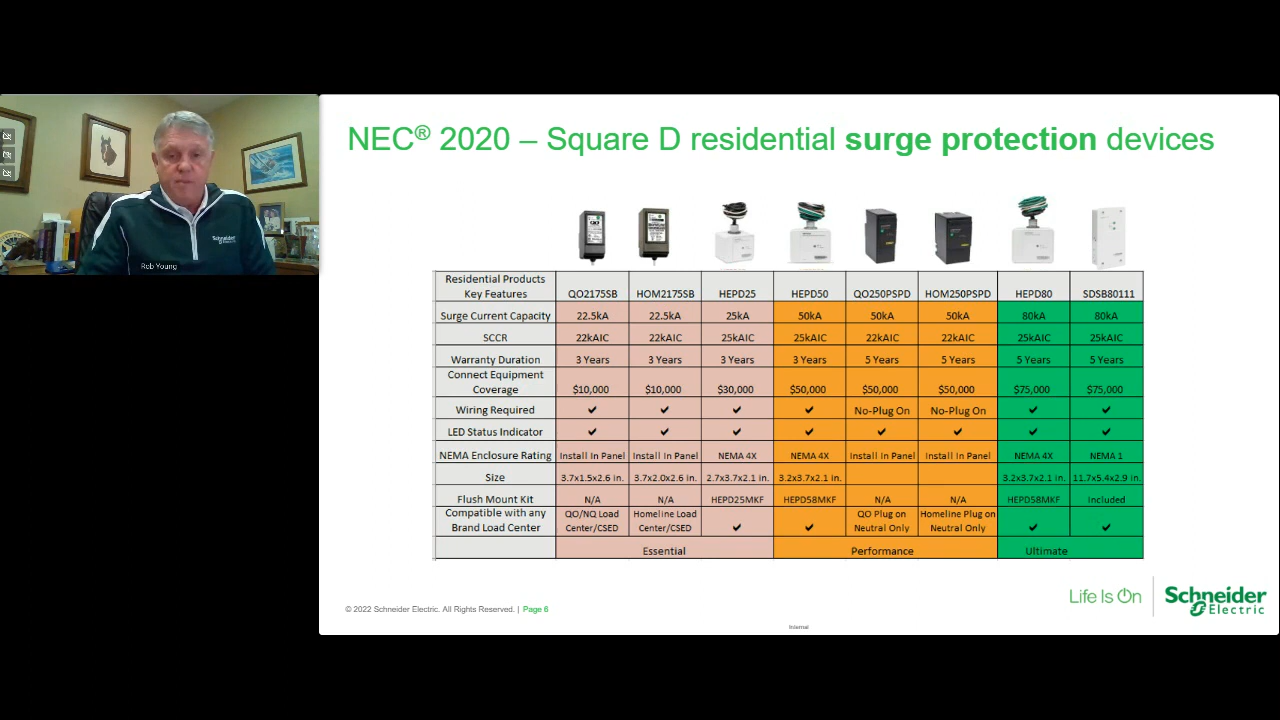 NEC® 2020 – Square D residential surge protection devices
Schneider
Electric
Rob Young
Residential Products
Key Features
QO2175SB HOM2175SB HEPD25 HEPD50 QO250PSPD HOM250PSPD HEPD80 SDSB80111
Surge Current Capacity 22.5kA 22.5kA 25kA 50kA 50kA 50kA 80kA 80kA
SCCR 22kAIC 22kAIC 25kAIC 25kAIC 22kAIC 22kAIC 25kAIC 25kAIC
Warranty Duration 3 Years 3 Years 3 Years 3 Years 5 Years 5 Years 5 Years 5 Years
Connect Equipment
Coverage $10,000 $10,000 $30,000 $50,000 $50,000 $50,000 $75,000 $75,000
Wiring Required ✔ ✔ ✔ ✔ No-Plug On No-Plug On ✔ ✔
LED Status Indicator ✔ ✔ ✔ ✔ ✔ ✔ ✔ ✔
NEMA Enclosure Rating Install In Panel Install In Panel NEMA 4X NEMA 4X Install In Panel Install In Panel NEMA 4X NEMA 1
Size 3.7x1.5x2.6 in. 3.7x2.0x2.6 in. 2.7x3.7x2.1 in. 3.2x3.7x2.1 in. 3.2x3.7x2.1 in. 11.7x5.4x2.9 in.
Flush Mount Kit N/A N/A HEPD25MKF HEPD58MKF N/A N/A HEPD58MKF Included
Compatible with any QO/NQ Load Homeline Load QO Plug on Homeline Plug on
Brand Load Center Center/CSED Center/CSED ✔ ✔ Neutral Only Neutral Only ✔ ✔
Essential Performance Ultimate
© 2022 Schneider Electric. All Rights Reserved. | Page 6
Life Is On
Schneider
Electric
Internal